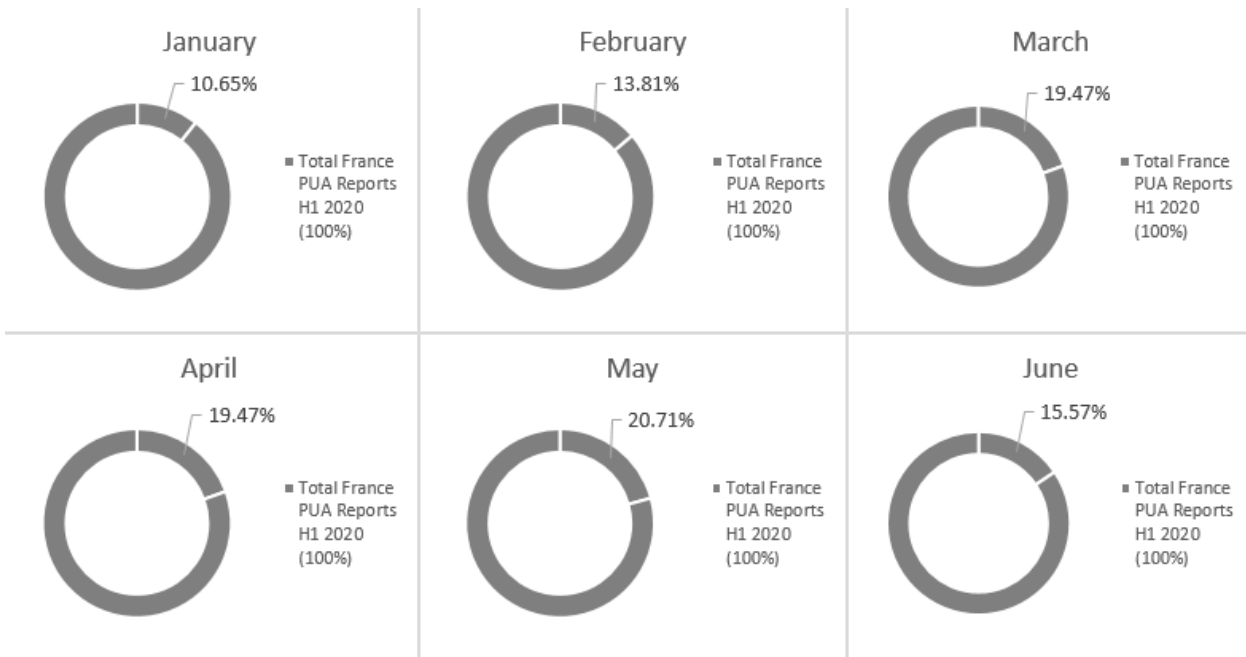 January
10.65%
Total France
PUA Reports
H1 2020
(100%)
February
13.81%
Total France
PUA Reports
H1 2020
(100%)
March
19.47%
Total France
PUA Reports
H1 2020
(100%)
April
19.47%
Total France
PUA Reports
H1 2020
(100%)
May
20.71%
Total France
PUA Reports
H1 2020
(100%)
June
15.57%
Total France
PUA Reports
H1 2020
(100%)